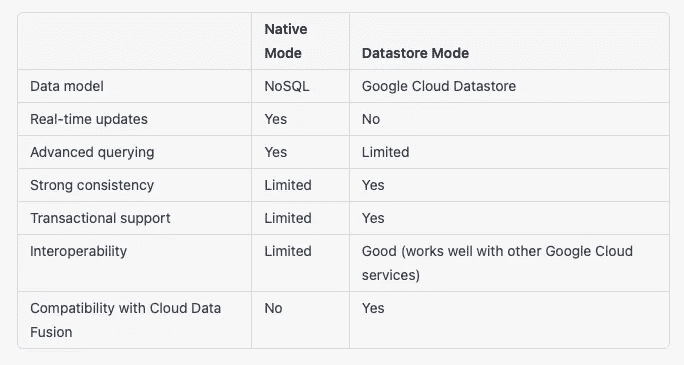 Native
Mode
Datastore Mode
Data model NoSQL Google Cloud Datastore
Real-time updates Yes No
Advanced querying Yes Limited
Strong consistency Limited Yes
Transactional support Limited Yes
Interoperability Limited Good (works well with other Google Cloud
services)
Compatibility with Cloud Data No Yes
Fusion